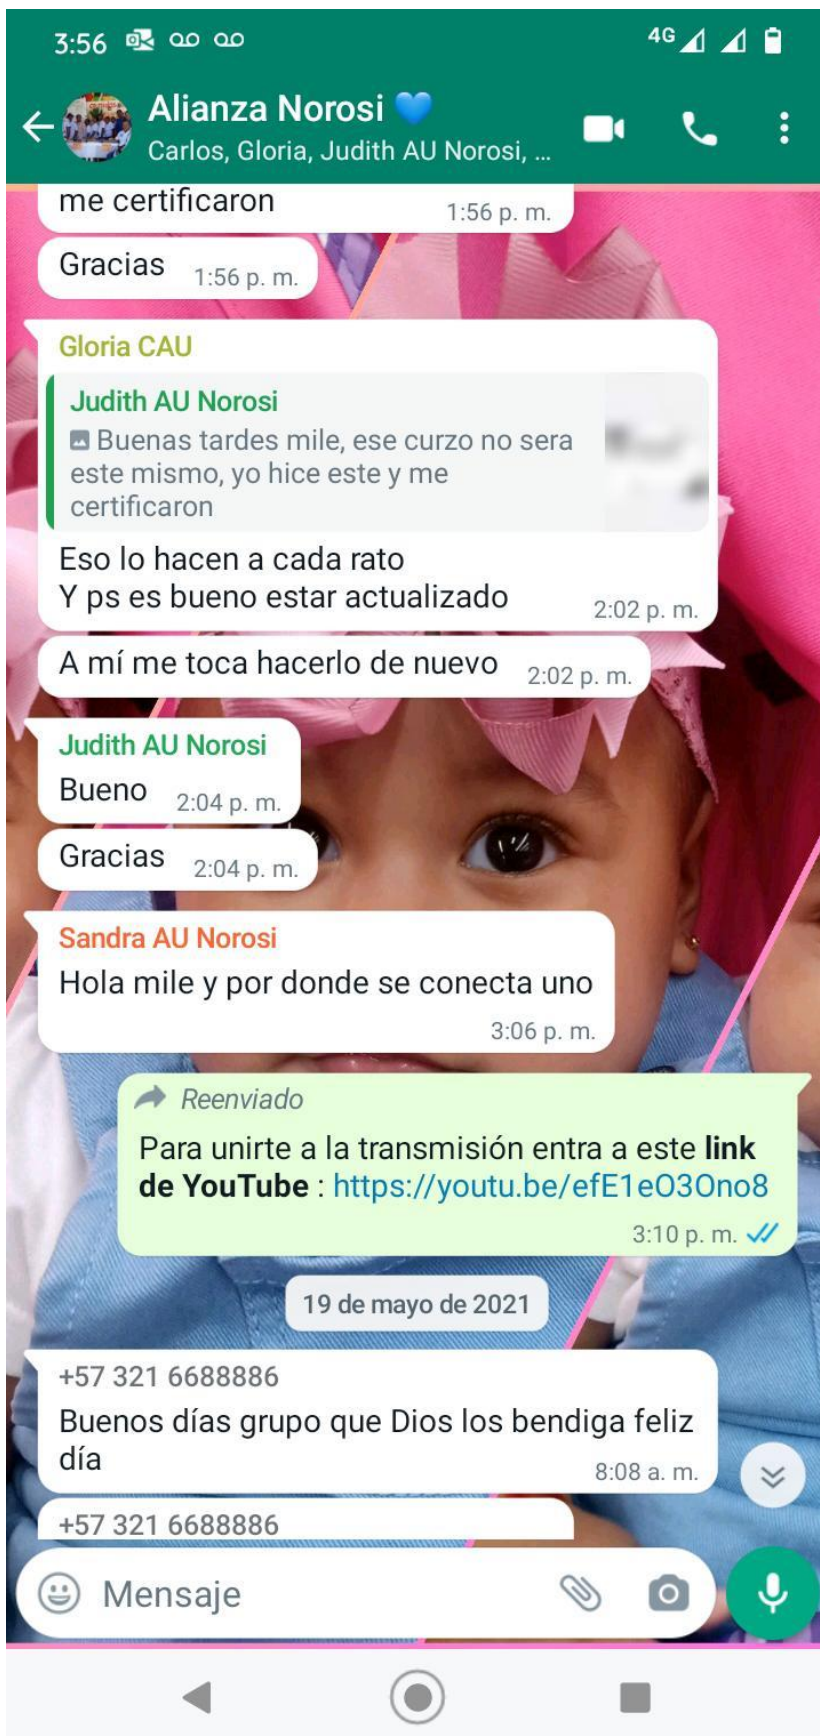 3:56
4G
Alianza Norosi 💙
Carlos, Gloria, Judith AU Norosi, ...
me certificaron
1:56 p. m.
Gracias 1:56 p. m.
Gloria CAU
Judith AU Norosi
Buenas tardes mile, ese curzo no sera
este mismo, yo hice este y me
certificaron
Eso lo hacen a cada rato
Y ps es bueno estar actualizado
2:02 p. m.
A mí me toca hacerlo de nuevo 2:02 p. m.
Judith AU Norosi
Bueno 2:04 p. m.
Gracias 2:04 p. m.
Sandra AU Norosi
Hola mile y por donde se conecta uno
3:06 p. m.
Reenviado
Para unirte a la transmisión entra a este link
de YouTube : https://youtu.be/efE1eO3Ono8
3:10 p. m.
19 de mayo de 2021
+57 321 6688886
Buenos días grupo que Dios los bendiga feliz
día
8:08 a. m.
+57 321 6688886
Mensaje